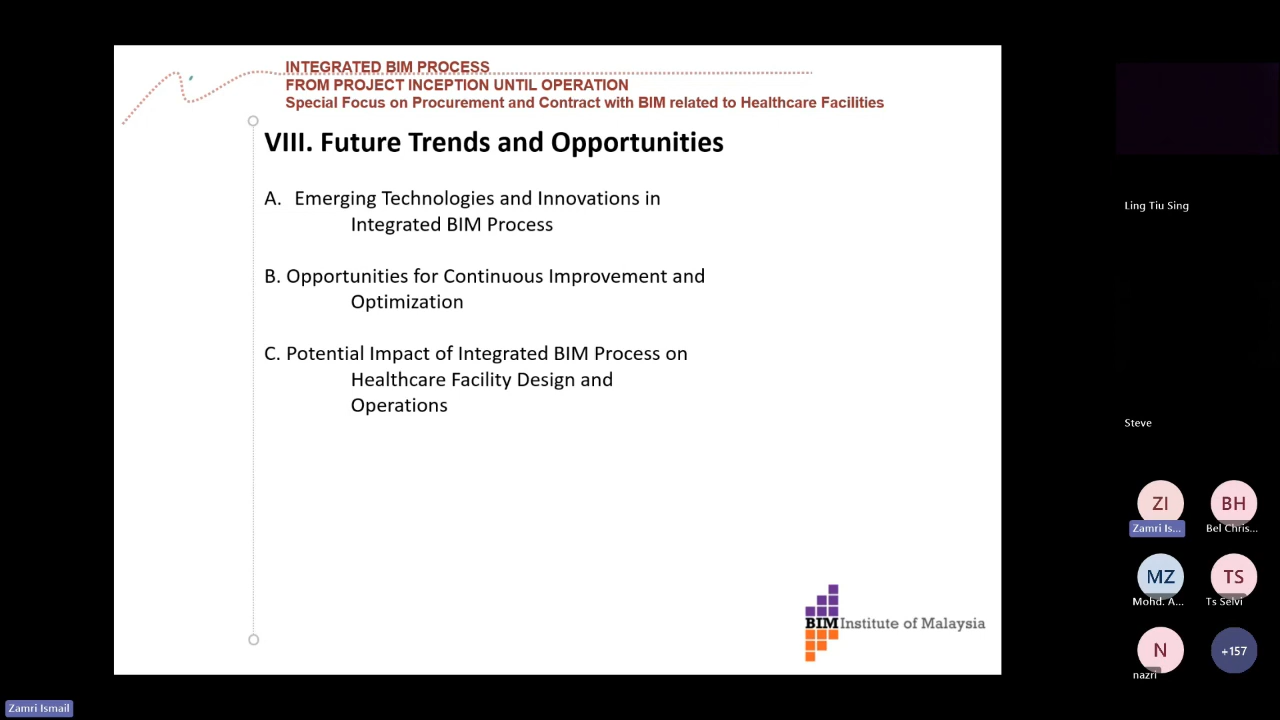 INTEGRATED BIM PROCESS
FROM PROJECT INCEPTION UNTIL OPERATION
Special Focus on Procurement and Contract with BIM related to Healthcare Facilities
VIII. Future Trends and Opportunities
A. Emerging Technologies and Innovations in
Integrated BIM Process
B. Opportunities for Continuous Improvement and
Optimization
C. Potential Impact of Integrated BIM Process on
Healthcare Facility Design and
Operations
BIM Institute of Malaysia
Ling Tiu Sing
Steve
ZI
BH
Zamri Is...
Bel Chris...
MZ
TS
Mohd. A...
Ts Selvi
N
+157
nazri
Zamri Ismail